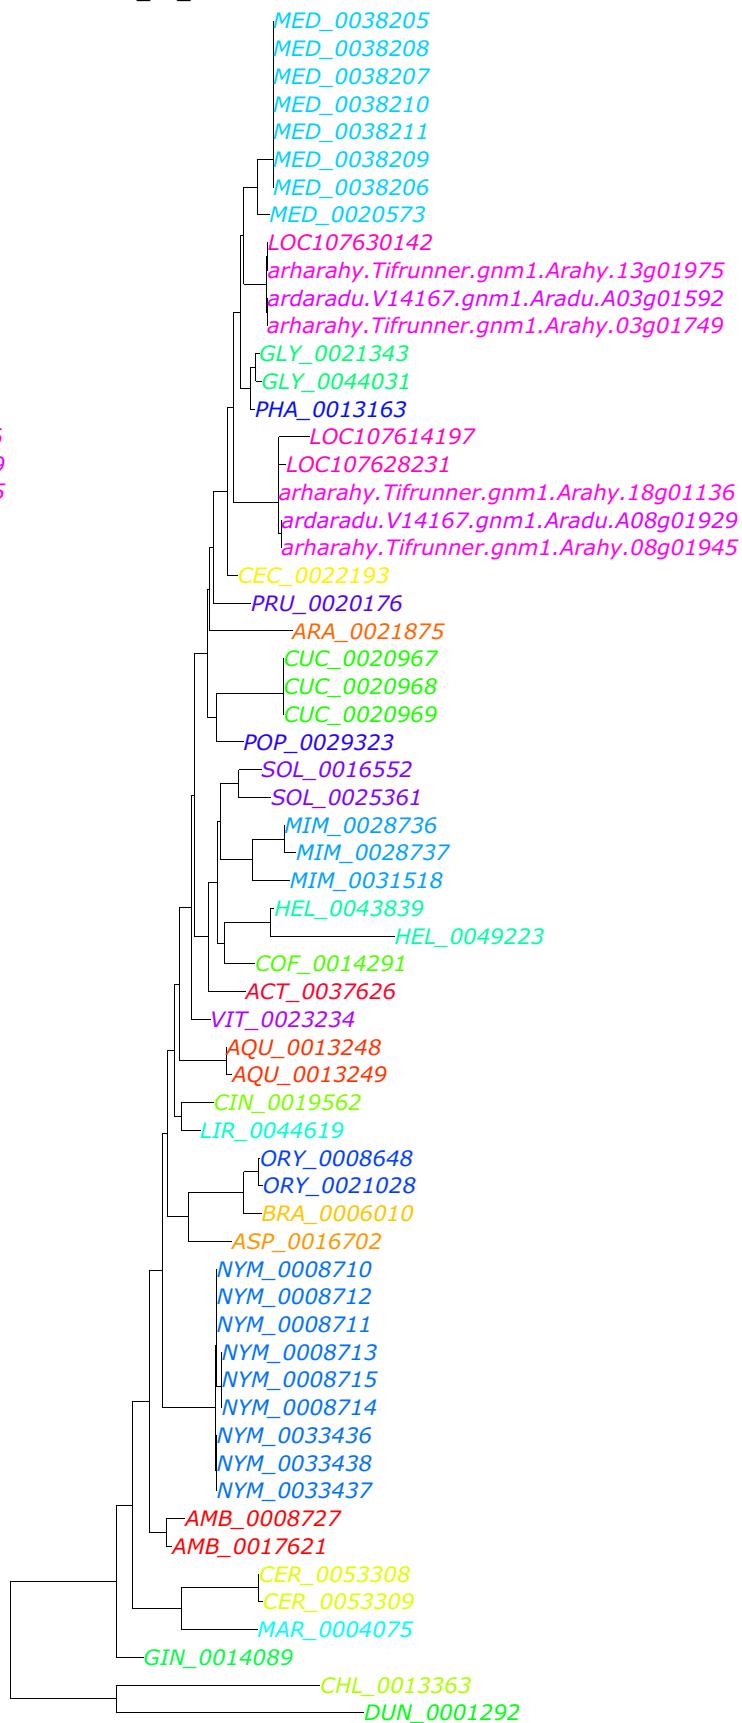 MED_0038205
MED_0038208
MED_0038207
MED_0038210
MED_0038211
MED_0038209
MED_0038206
MED_0020573
LOC107630142
arharahy.Tifrunner.gnm1.Arahy.13g01975
ardaradu.V14167.gnm1.Aradu.A03g01592
arharahy.Tifrunner.gnm1.Arahy.03g01749
GLY_0021343
GLY_0044031
PHA_0013163
LOC107614197
LOC107628231
arharahy.Tifrunner.gnm1.Arahy.18g01136
ardaradu.V14167.gnm1.Aradu.A08g01929
arharahy.Tifrunner.gnm1.Arahy.08g01945
CEC_0022193
PRU_0020176
ARA_0021875
CUC_0020967
CUC_0020968
CUC_0020969
POP_0029323
SOL_0016552
SOL_0025361
MIM_0028736
MIM_0028737
MIM_0031518
HEL_0043839
HEL_0049223
COF_0014291
ACT_0037626
VIT_0023234
AQU_0013248
AQU_0013249
CIN_0019562
LIR_0044619
ORY_0008648
ORY_0021028
BRA_0006010
ASP_0016702
NYM_0008710
NYM_0008712
NYM_0008711
NYM_0008713
NYM_0008715
NYM_0008714
NYM_0033436
NYM_0033438
NYM_0033437
AMB_0008727
AMB_0017621
CER_0053308
CER_0053309
MAR_0004075
GIN_0014089
CHL_0013363
DUN_0001292